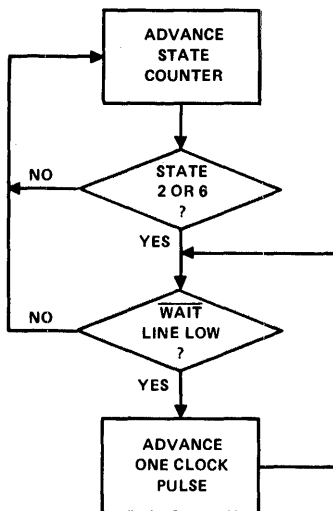 ADVANCE
STATE
COUNTER
NO
STATE
2 OR 6
?
YES
NO
WAIT
LINE LOW
?
YES
ADVANCE
ONE CLOCK
PULSE